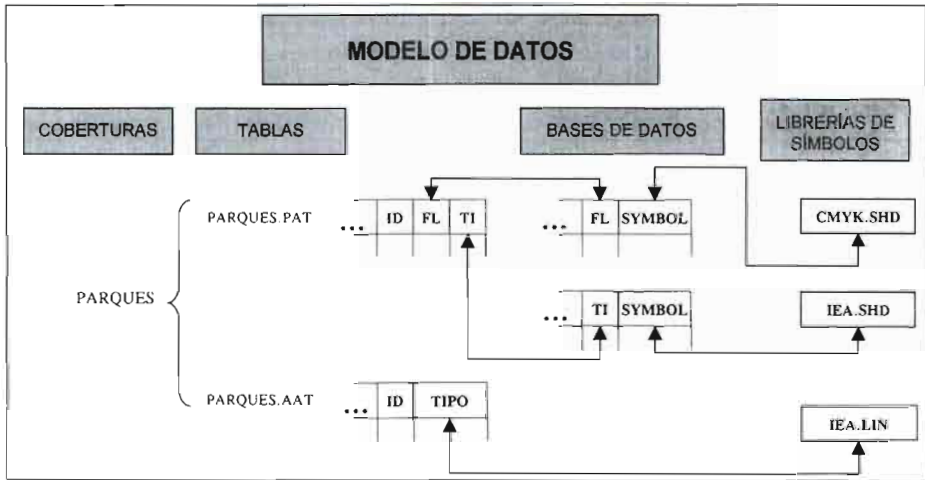 MODELO DE DATOS
COBERTURAS
TABLAS
BASES DE DATOS
LIBRERÍAS DE
SÍMBOLOS
PARQUES.PAT
... ID FL TI
... FL SYMBOL
CMYK.SHD
PARQUES
... TI SYMBOL
IEA.SHD
PARQUES.AAT
... ID TIPO
IEA.LIN